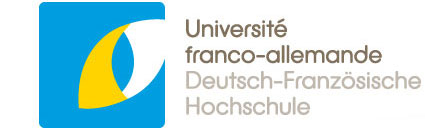 Université
franco-allemande
Deutsch-Französische
Hochschule